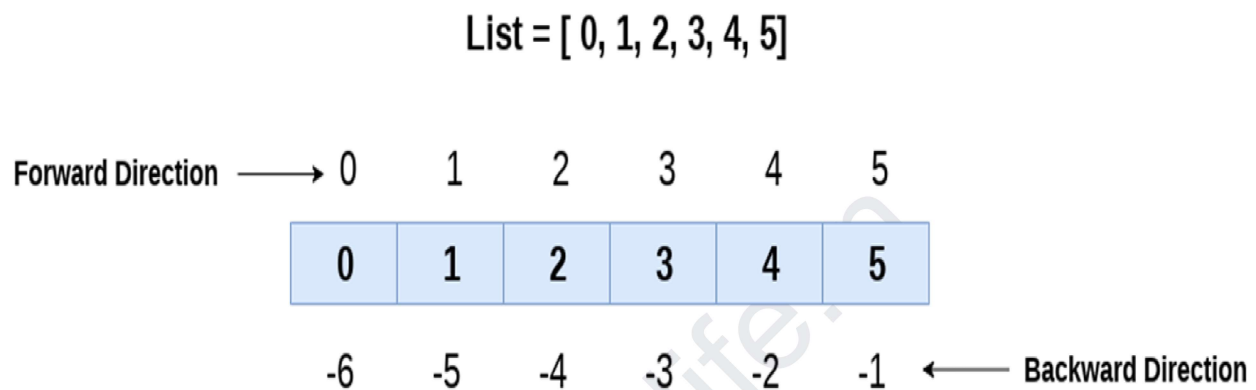 List = [ 0, 1, 2, 3, 4, 5]
Forward Direction 0 1 2 3 4 5
0 1 2 3 4 5
-6 -5 -4 -3 -2 -1 Backward Direction